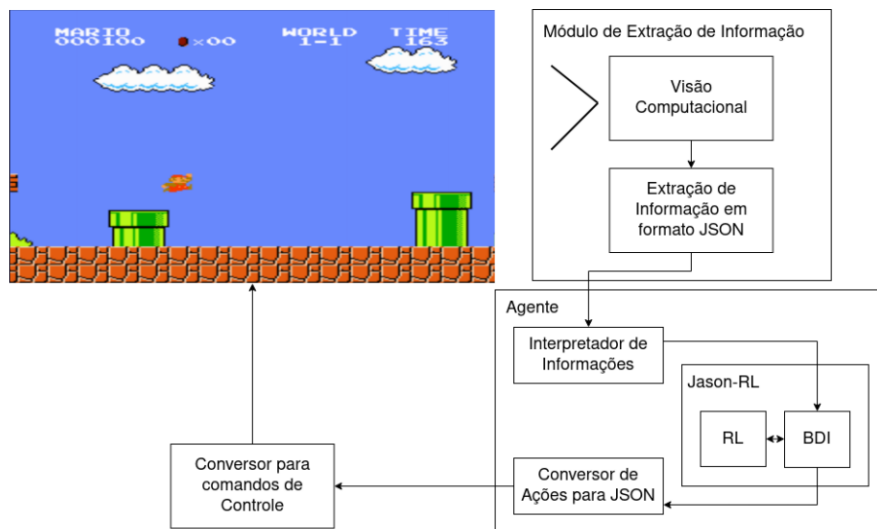 MARIO WORLD TIME
000100 ×00 1-1 163
Módulo de Extração de Informação
Visão
Computacional
Extração de
Informação em
formato JSON
Agente
Interpretador de
Informações
Jason-RL
RL
BDI
Conversor de
Ações para JSON
Conversor para
comandos de
Controle